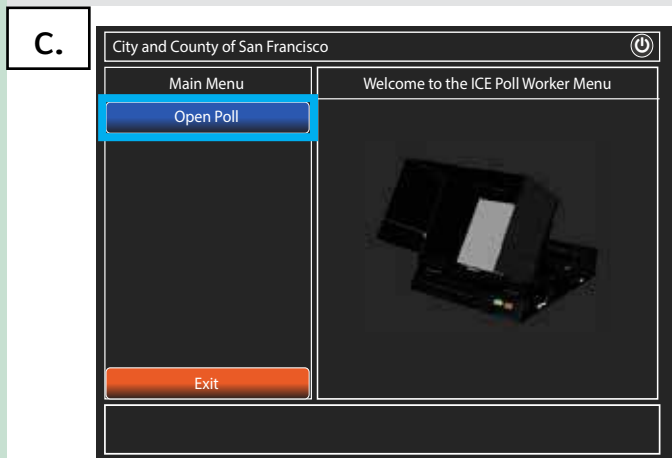 C.
City and County of San Francisco
Main Menu
Welcome to the ICE Poll Worker Menu
Open Poll
Exit